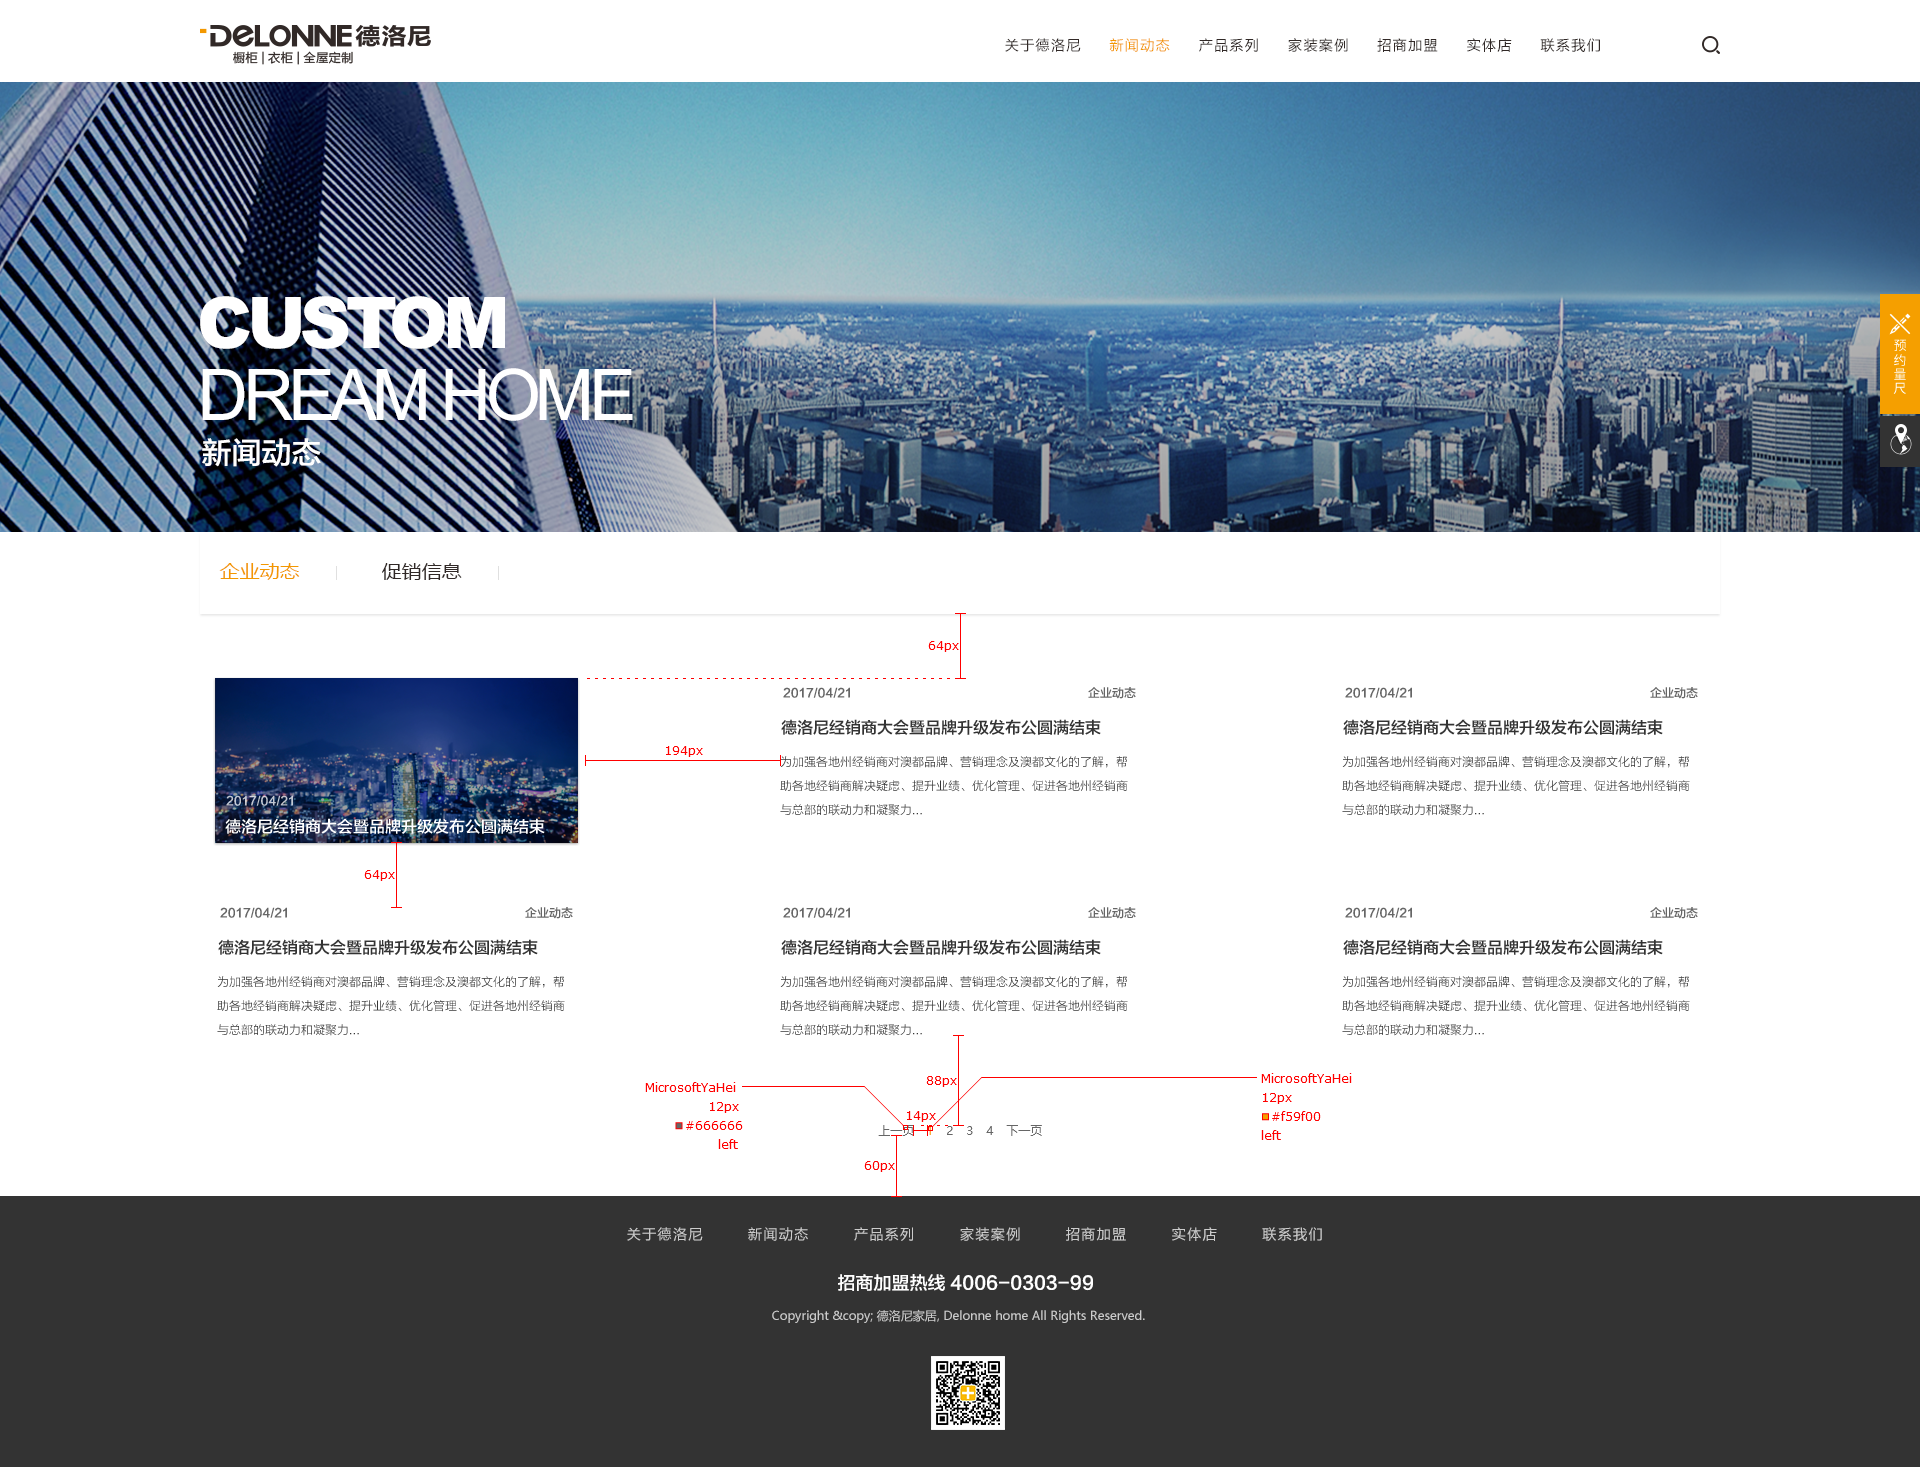 DELONNE德洛尼
橱柜 | 衣柜 | 全屋定制
关于德洛尼 新闻动态 产品系列 家装案例 招商加盟 实体店 联系我们
CUSTOM
DREAM HOME
新闻动态
预约量尺
企业动态 促销信息
64px
2017/04/21
德洛尼经销商大会暨品牌升级发布公圆满结束
194px
2017/04/21 企业动态
德洛尼经销商大会暨品牌升级发布公圆满结束
为加强各地州经销商对澳都品牌、营销理念及澳都文化的了解，帮
助各地经销商解决疑虑、提升业绩、优化管理、促进各地州经销商
与总部的联动力和凝聚力...
2017/04/21 企业动态
德洛尼经销商大会暨品牌升级发布公圆满结束
为加强各地州经销商对澳都品牌、营销理念及澳都文化的了解，帮
助各地经销商解决疑虑、提升业绩、优化管理、促进各地州经销商
与总部的联动力和凝聚力...
64px
2017/04/21 企业动态
德洛尼经销商大会暨品牌升级发布公圆满结束
为加强各地州经销商对澳都品牌、营销理念及澳都文化的了解，帮
助各地经销商解决疑虑、提升业绩、优化管理、促进各地州经销商
与总部的联动力和凝聚力...
2017/04/21 企业动态
德洛尼经销商大会暨品牌升级发布公圆满结束
为加强各地州经销商对澳都品牌、营销理念及澳都文化的了解，帮
助各地经销商解决疑虑、提升业绩、优化管理、促进各地州经销商
与总部的联动力和凝聚力...
2017/04/21 企业动态
德洛尼经销商大会暨品牌升级发布公圆满结束
为加强各地州经销商对澳都品牌、营销理念及澳都文化的了解，帮
助各地经销商解决疑虑、提升业绩、优化管理、促进各地州经销商
与总部的联动力和凝聚力...
MicrosoftYaHei
12px
#666666
left
88px
14px
MicrosoftYaHei
12px
#f59f00
left
上一页 2 3 4 下一页
60px
关于德洛尼 新闻动态 产品系列 家装案例 招商加盟 实体店 联系我们
招商加盟热线 4006-0303-99
Copyright &copy; 德洛尼家居, Delonne home All Rights Reserved.